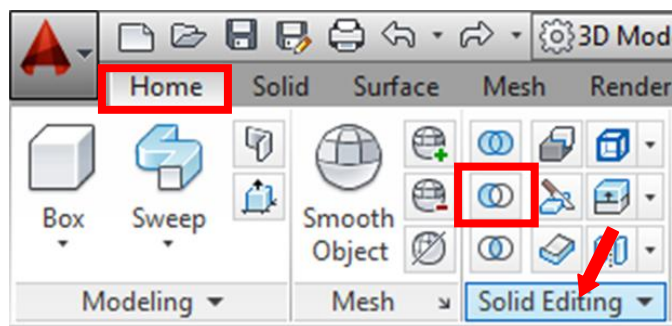 3D Mod
Home Solid Surface Mesh Render
Box Sweep Smooth Object
Modeling Mesh Solid Editing